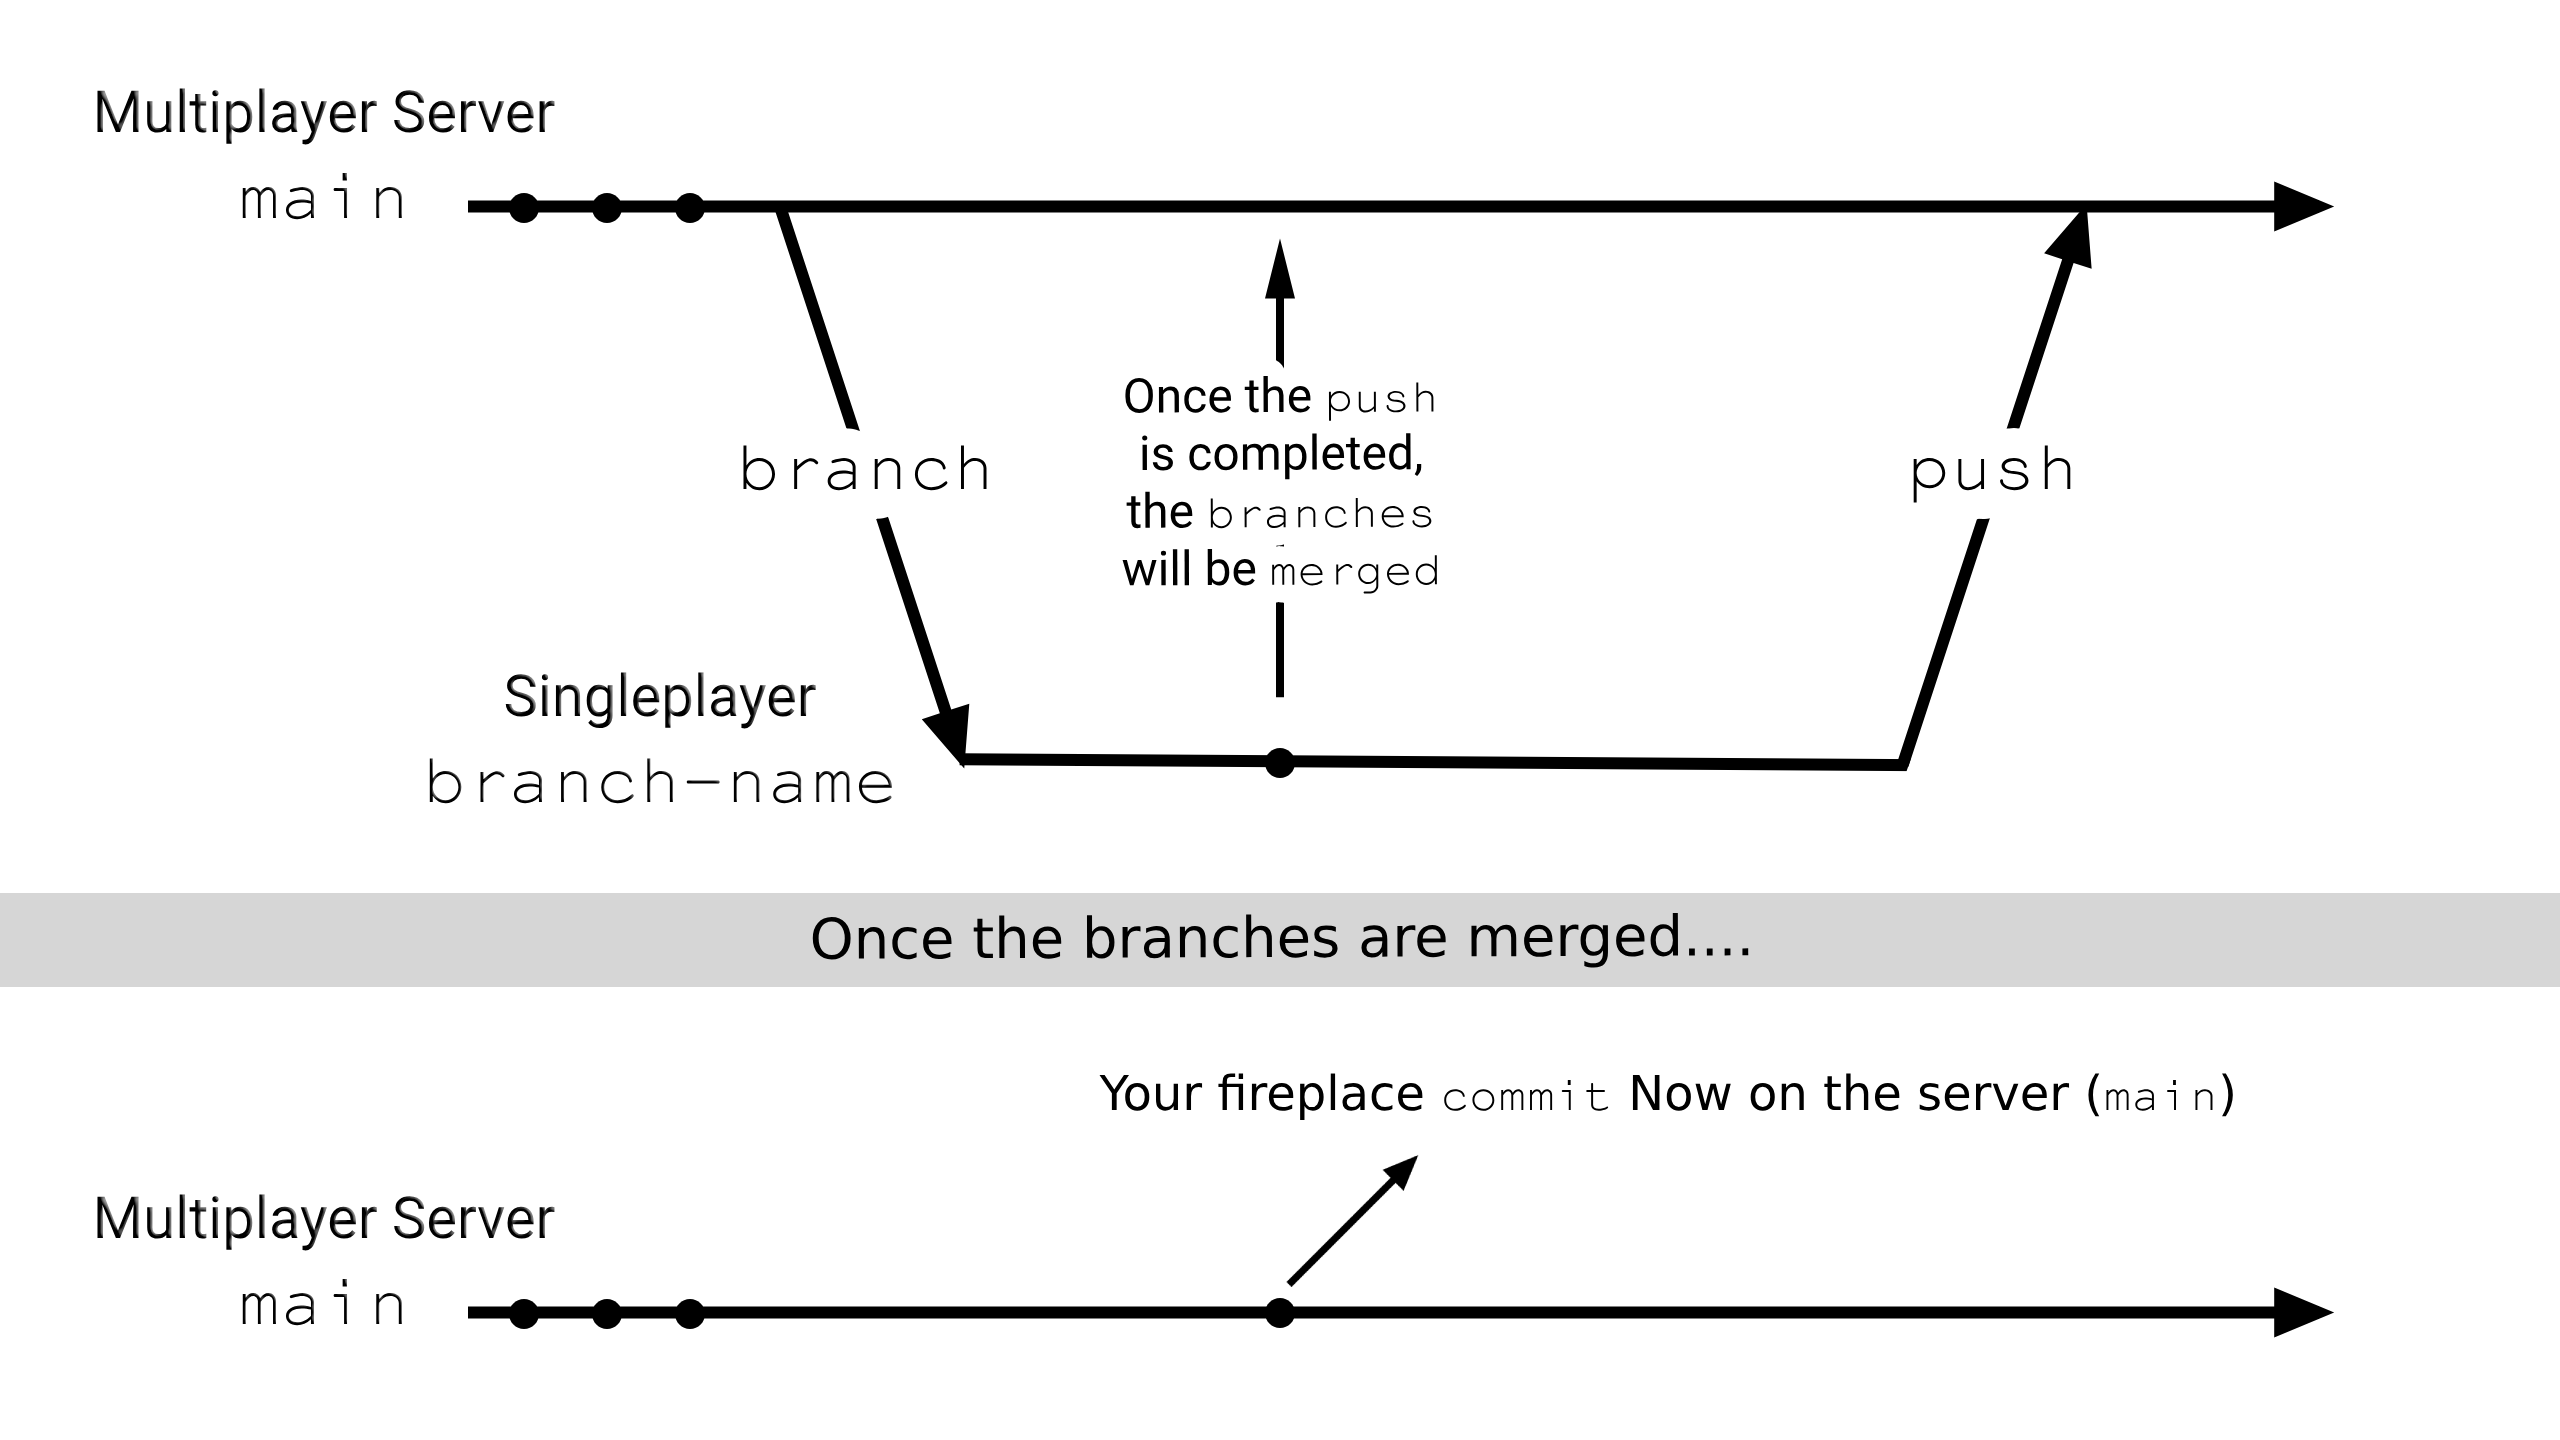 Multiplayer Server
main
branch
Once the push
is completed,
the branches
will be merged
push
Singleplayer
branch-name
Once the branches are merged....
Your fireplace commit Now on the server (main)
Multiplayer Server
main